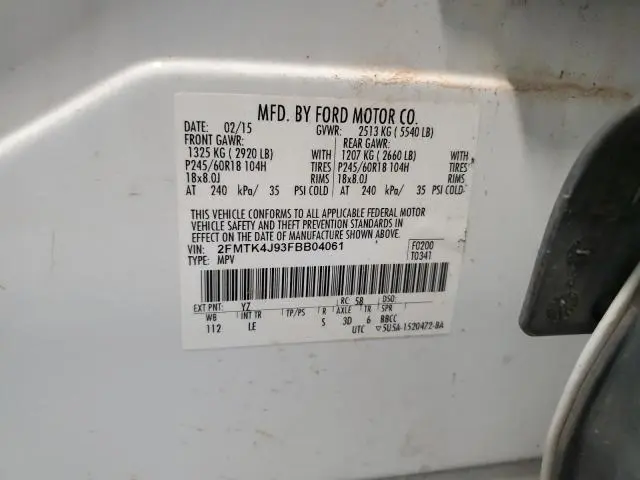 MFD. BY FORD MOTOR CO.
DATE: 02/15 GVWR: 2513 KG ( 5540 LB)
FRONT GAWR: REAR GAWR:
1325 KG ( 2920 LB) WITH 1207 KG ( 2660 LB) WITH
P245/60R18 104H TIRES P245/60R18 104H TIRES
18x8.0J RIMS 18x8.0J RIMS
AT 240 kPa/ 35 PSI COLD AT 240 kPa/ 35 PSI COLD
THIS VEHICLE CONFORMS TO ALL APPLICABLE FEDERAL MOTOR
VEHICLE SAFETY AND THEFT PREVENTION STANDARDS IN
EFFECT ON THE DATE OF MANUFACTURE SHOWN ABOVE.
VIN: 2FMTK4J93FBB04061 F0200
TYPE: MPV T0341
EXT PNT: YZ RC: 58 DSO:
WB INT TR TP/PS R AXLE TR SPR
112 LE 5 3D 6 BBCC
UTC ▽5U5A-1520472-BA